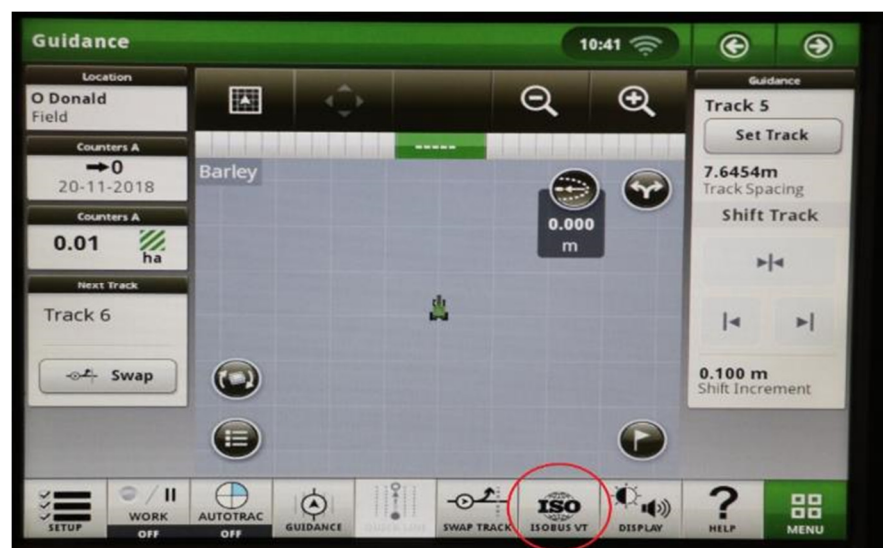 Guidance
10:41
Location
O Donald
Field
Counters A
0
20-11-2018
Counters A
0.01
ha
Next Track
Track 6
Swap
-----
Barley
0.000
m
Guidance
Track 5
Set Track
7.6454m
Track Spacing
Shift Track
0.100 m
Shift Increment
SETUP
WORK
OFF
AUTOTRAC
OFF
GUIDANCE
SWAP TRACK
ISO
ISOBUS VT
DISPLAY
?
HELP
MENU